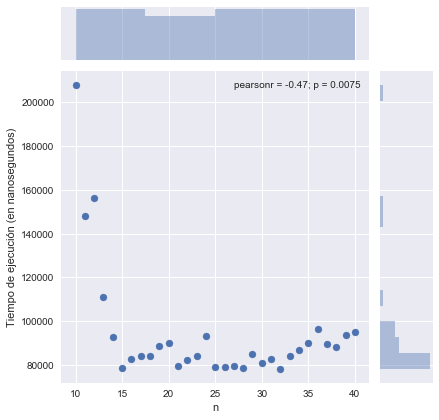 pearsonr = -0.47; p = 0.0075
200000
180000
160000
140000
120000
100000
80000
Tiempo de ejecución (en nanosegundos)
10 15 20 25 30 35 40
n